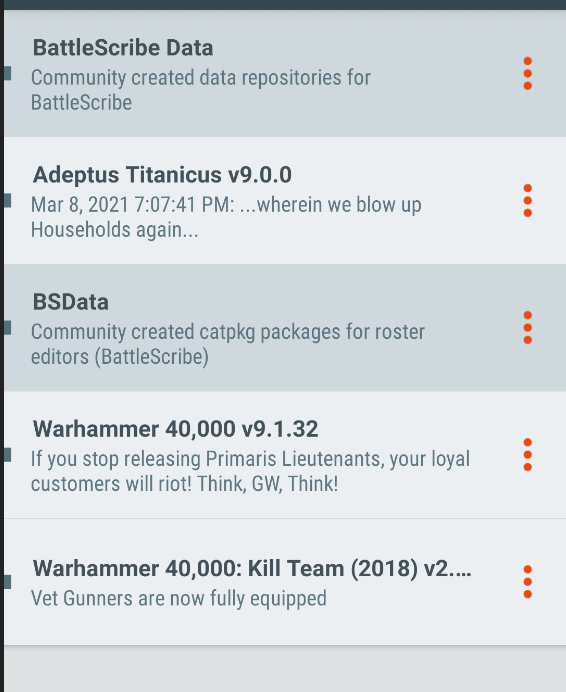 BattleScribe Data
Community created data repositories for
BattleScribe
Adeptus Titanicus v9.0.0
Mar 8, 2021 7:07:41 PM: ...wherein we blow up
Households again...
BSData
Community created catpkg packages for roster
editors (BattleScribe)
Warhammer 40,000 v9.1.32
If you stop releasing Primaris Lieutenants, your loyal
customers will riot! Think, GW, Think!
Warhammer 40,000: Kill Team (2018) v2....
Vet Gunners are now fully equipped